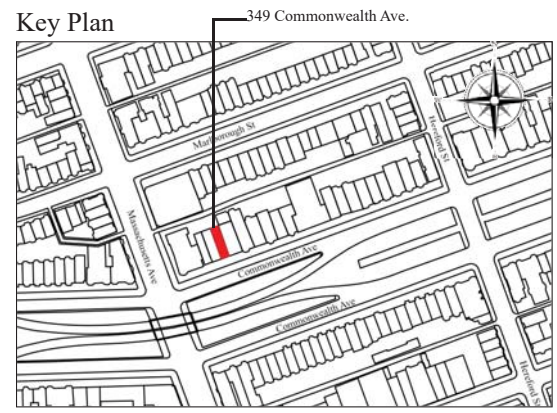 349 Commonwealth Ave.
Key Plan
Marlborough St
Hereford St
Massachusetts Ave
Commonwealth Ave
Commonwealth Ave
Hereford St